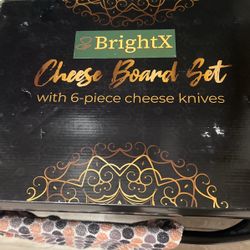 BrightX
Cheese Board Set
with 6-piece cheese knives